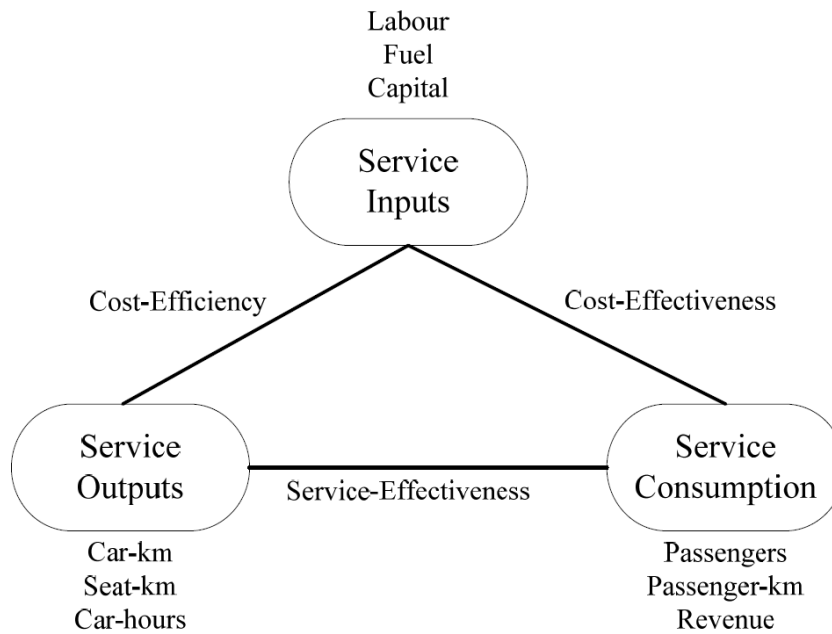 Labour
Fuel
Capital
Service
Inputs
Cost-Efficiency
Cost-Effectiveness
Service
Outputs
Service-Effectiveness
Service
Consumption
Car-km
Seat-km
Car-hours
Passengers
Passenger-km
Revenue